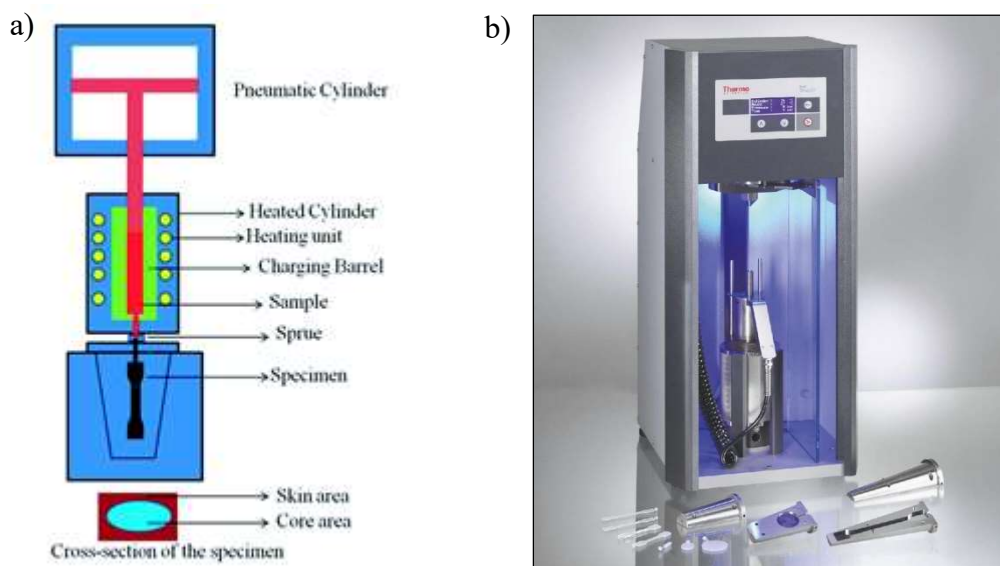 a)
Pneumatic Cylinder
Heated Cylinder
Heating unit
Charging Barrel
Sample
Sprue
Specimen
Skin area
Core area
Cross-section of the specimen
b)
Thermo